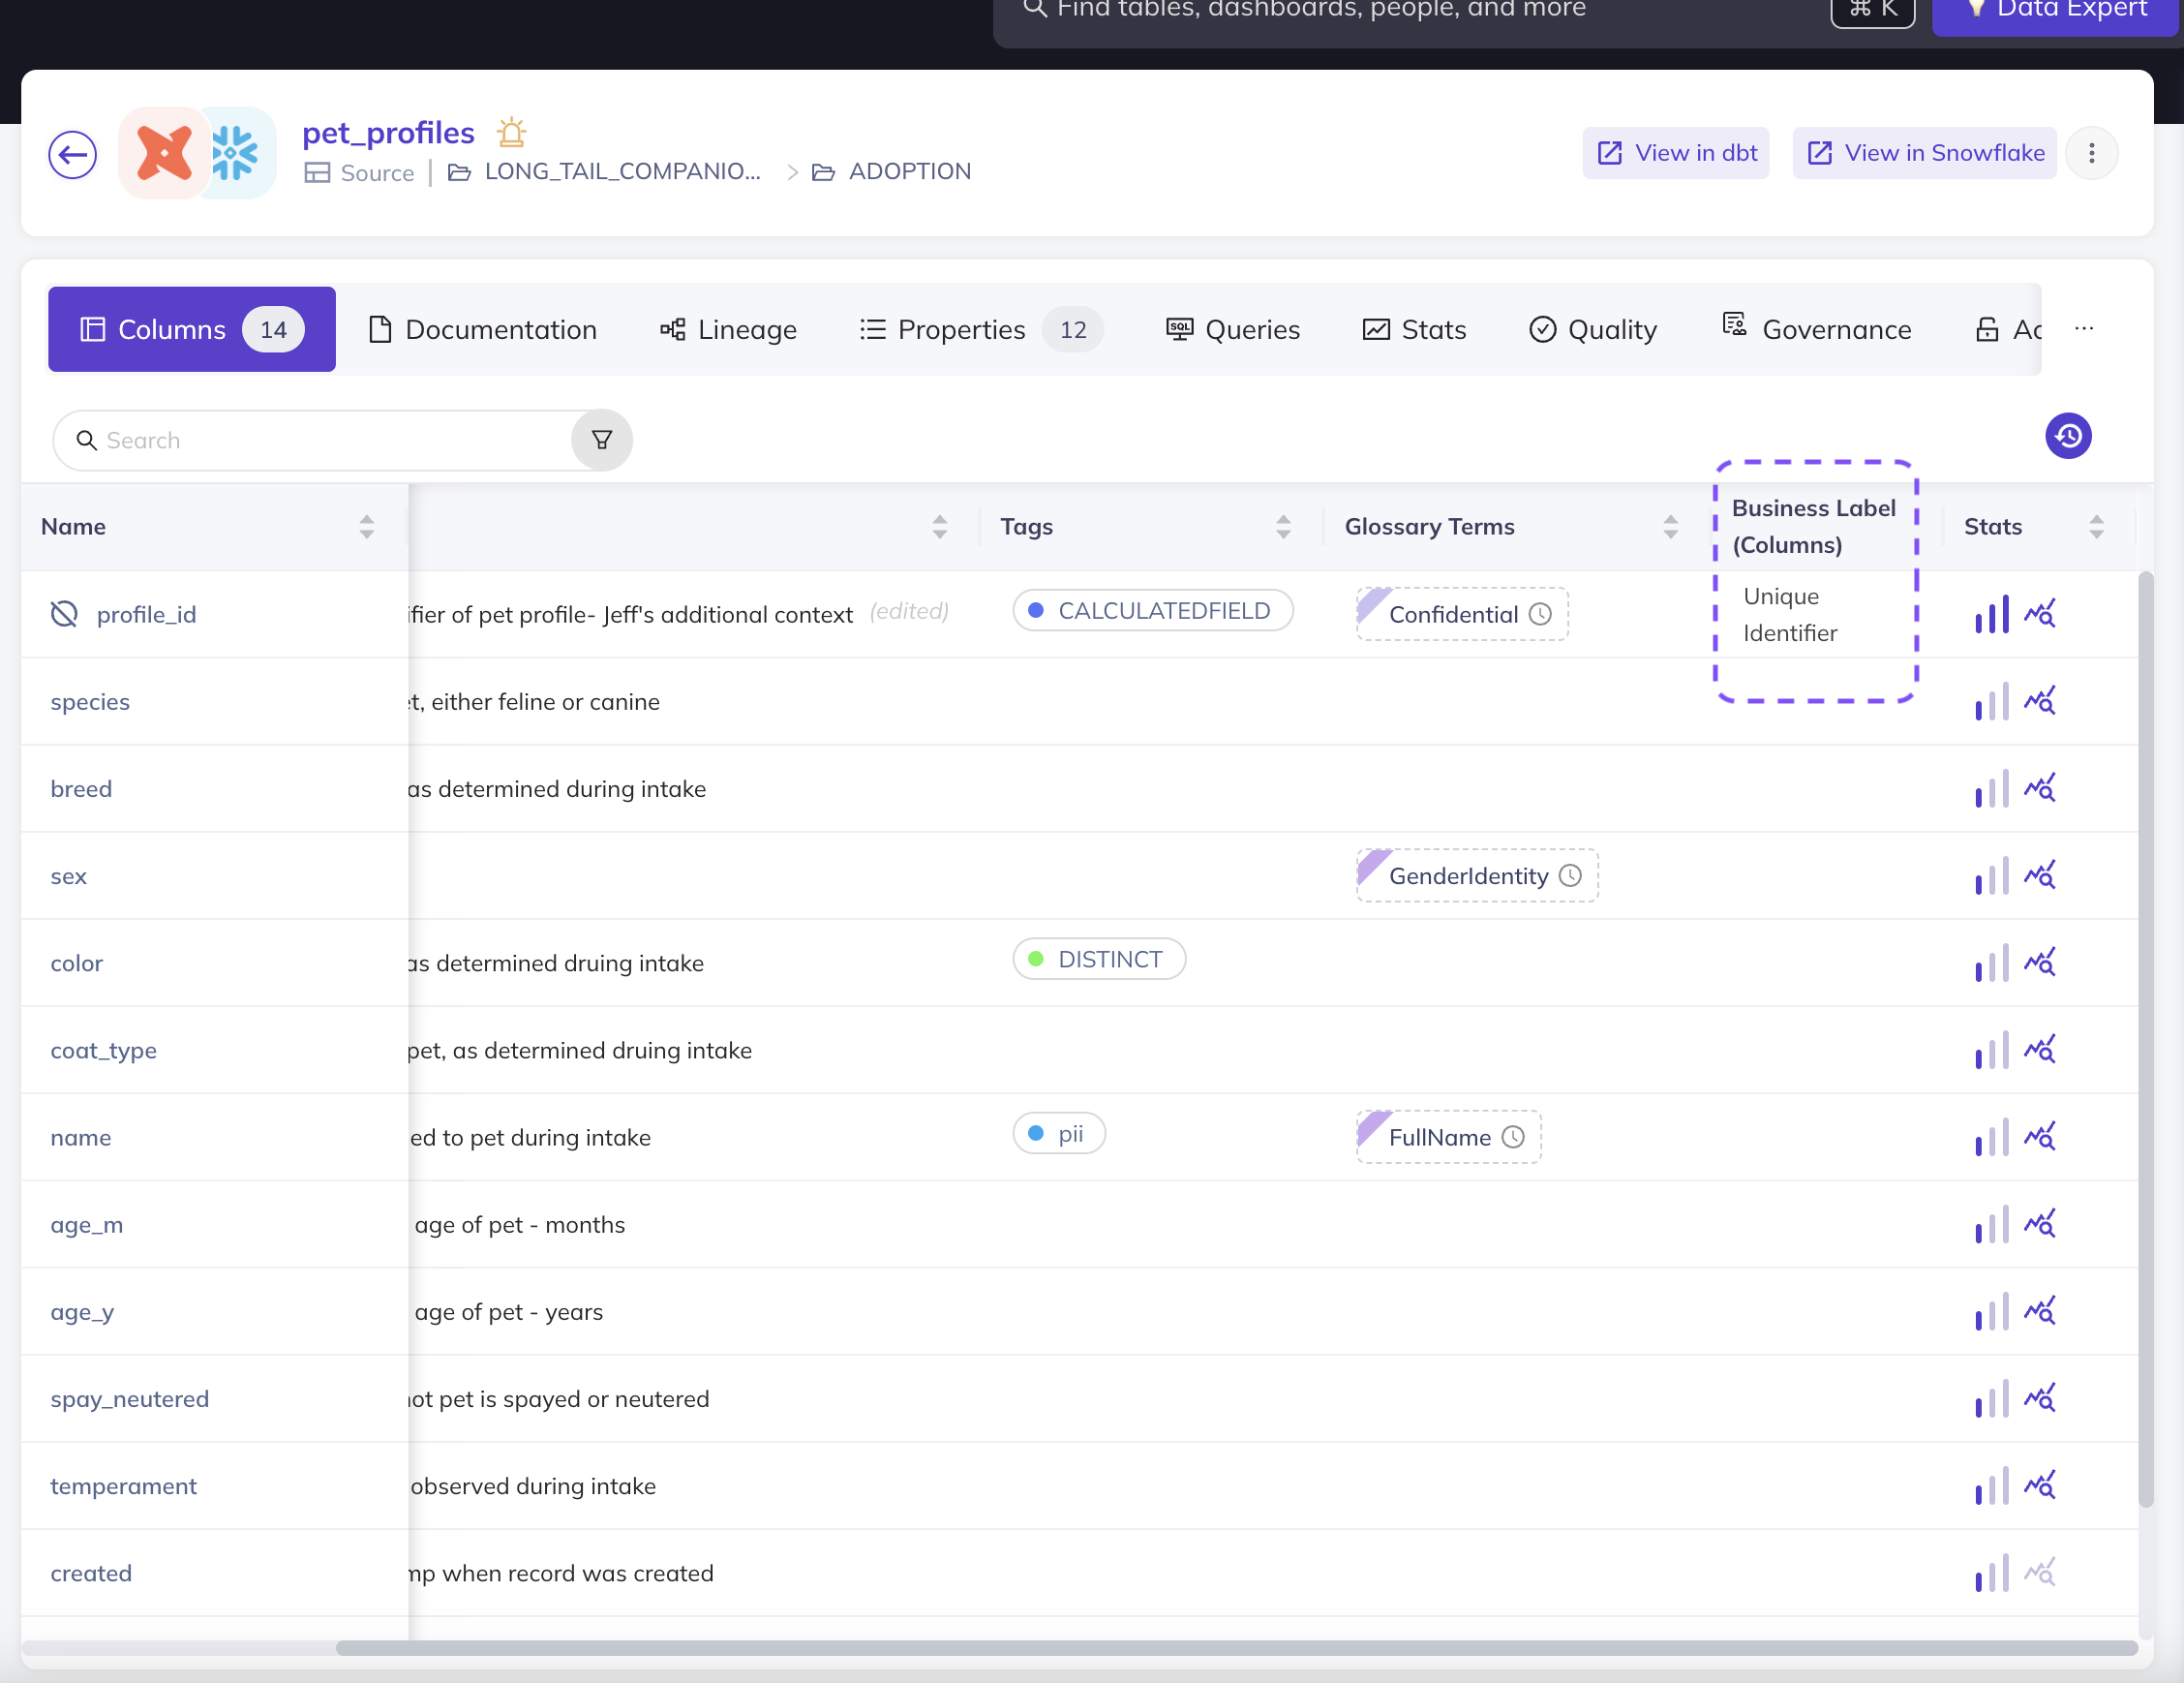 Find tables, dashboards, people, and more
⌘ K
Data Expert
pet_profiles
Source
LONG_TAIL_COMPANIO...
ADOPTION
View in dbt
View in Snowflake
Columns 14
Documentation
Lineage
Properties 12
Queries
Stats
Quality
Governance
...
Search
Name
Tags
Glossary Terms
Business Label
(Columns)
Stats
profile_id
ifier of pet profile- Jeff's additional context (edited)
CALCULATEDFIELD
Confidential
Unique
Identifier
species
et, either feline or canine
breed
as determined during intake
sex
GenderIdentity
color
as determined druing intake
DISTINCT
coat_type
pet, as determined druing intake
name
ed to pet during intake
pii
FullName
age_m
age of pet - months
age_y
age of pet - years
spay_neutered
not pet is spayed or neutered
temperament
observed during intake
created
mp when record was created